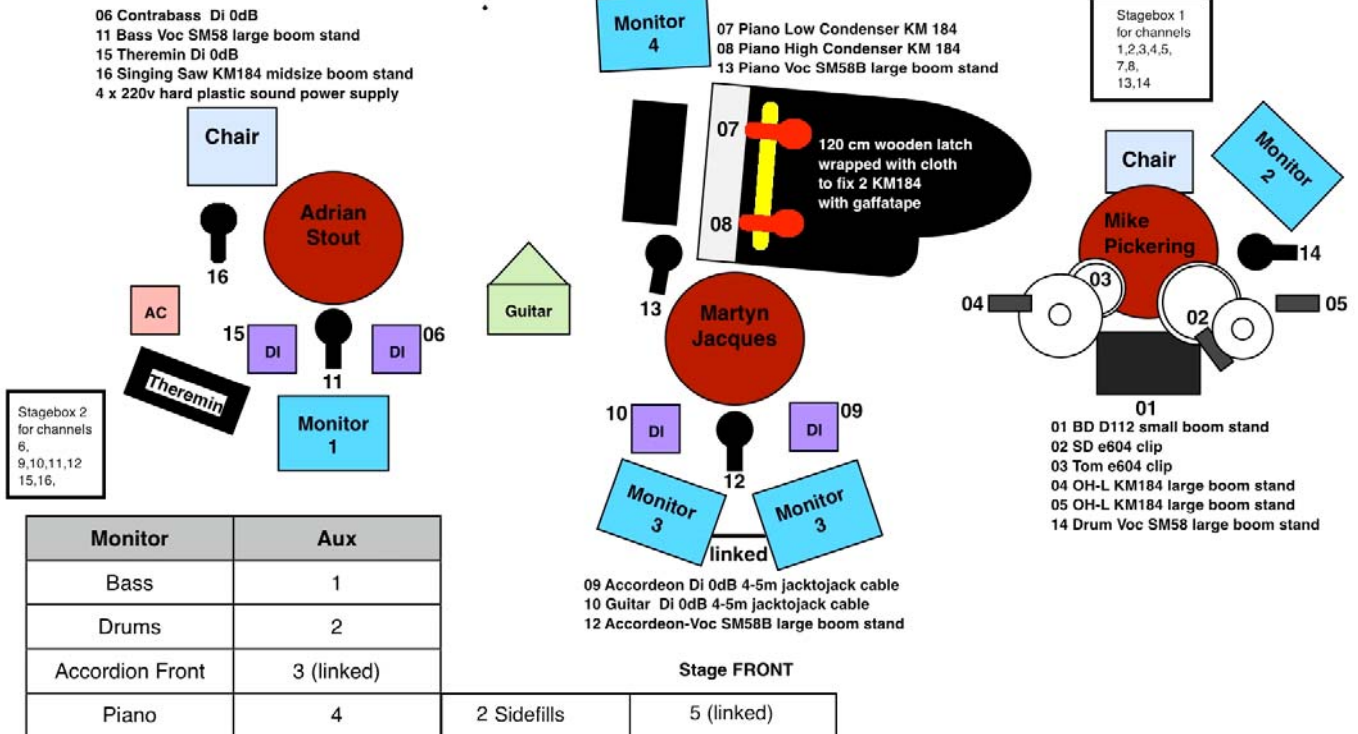 06 Contrabass Di 0dB
11 Bass Voc SM58 large boom stand
15 Theremin Di 0dB
16 Singing Saw KM184 midsize boom stand
4 x 220v hard plastic sound power supply
Chair
Adrian
Stout
16
AC
15
DI
11
DI
06
Theremin
Monitor
1
Stagebox 2
for channels
6,
9,10,11,12
15,16,
Guitar
Monitor
4
07 Piano Low Condenser KM 184
08 Piano High Condenser KM 184
13 Piano Voc SM58B large boom stand
07
08
120 cm wooden latch
wrapped with cloth
to fix 2 KM184
with gaffatape
13
Martyn
Jacques
10
DI
12
DI
09
Monitor
3
Monitor
3
linked
09 Accordeon Di 0dB 4-5m jacktojack cable
10 Guitar Di 0dB 4-5m jacktojack cable
12 Accordeon-Voc SM58B large boom stand
Stage FRONT
Stagebox 1
for channels
1,2,3,4,5,
7,8,
13,14
Chair
Monitor
2
Mike
Pickering
14
03
04
02
05
01
01 BD D112 small boom stand
02 SD e604 clip
03 Tom e604 clip
04 OH-L KM184 large boom stand
05 OH-L KM184 large boom stand
14 Drum Voc SM58 large boom stand
Monitor Aux
Bass 1
Drums 2
Accordion Front 3 (linked)
Piano 4 2 Sidefills 5 (linked)